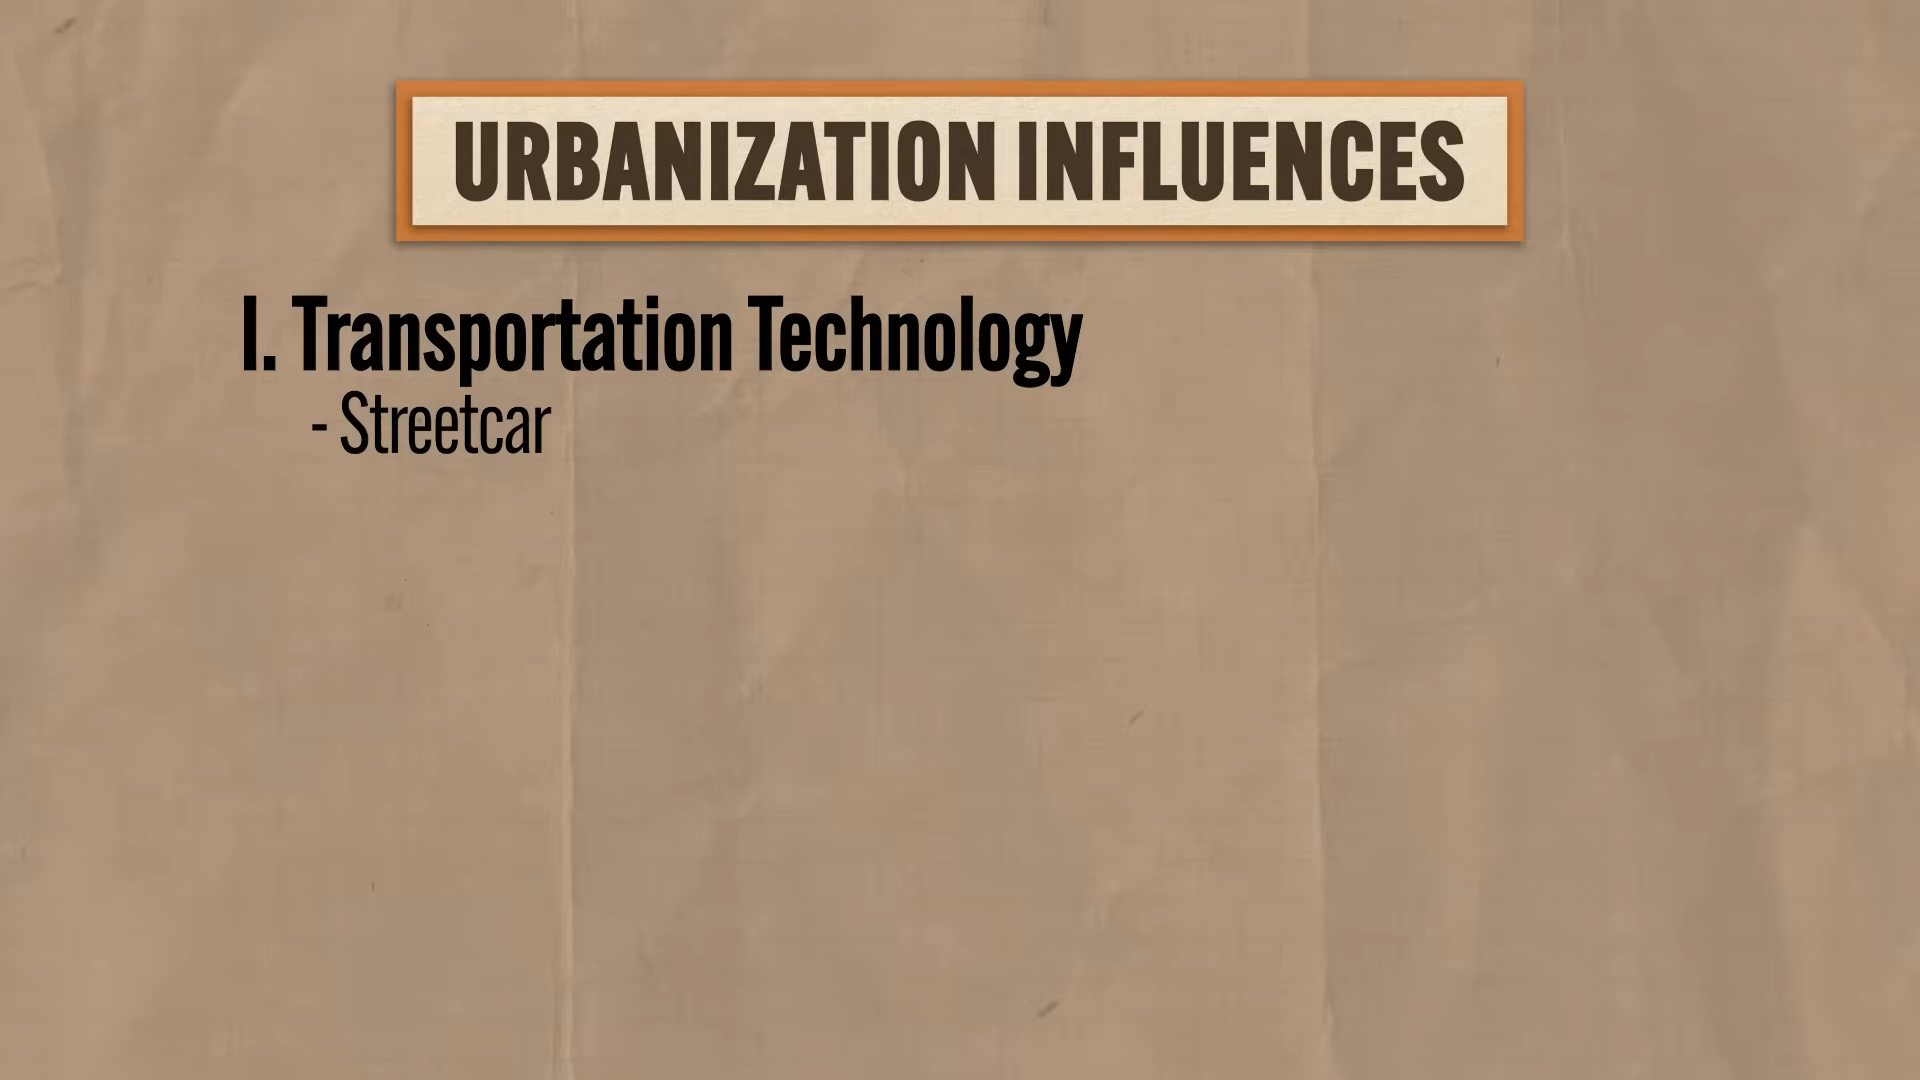 URBANIZATION INFLUENCES
I. Transportation Technology
- Streetcar